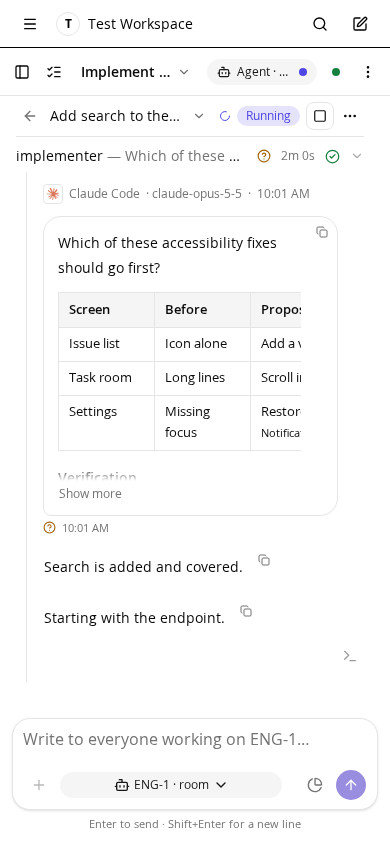 T Test Workspace
Implement ... Agent · ...
Add search to the... Running
implementer — Which of these ... 2m 0s
Claude Code · claude-opus-5-5 · 10:01 AM
Which of these accessibility fixes
should go first?
Screen Before Propos
Issue list Icon alone Add a v
Task room Long lines Scroll i
Settings Missing focus Restor
Notificat
Verification
Show more
10:01 AM
Search is added and covered.
Starting with the endpoint.
Write to everyone working on ENG-1...
ENG-1 · room
Enter to send · Shift+Enter for a new line